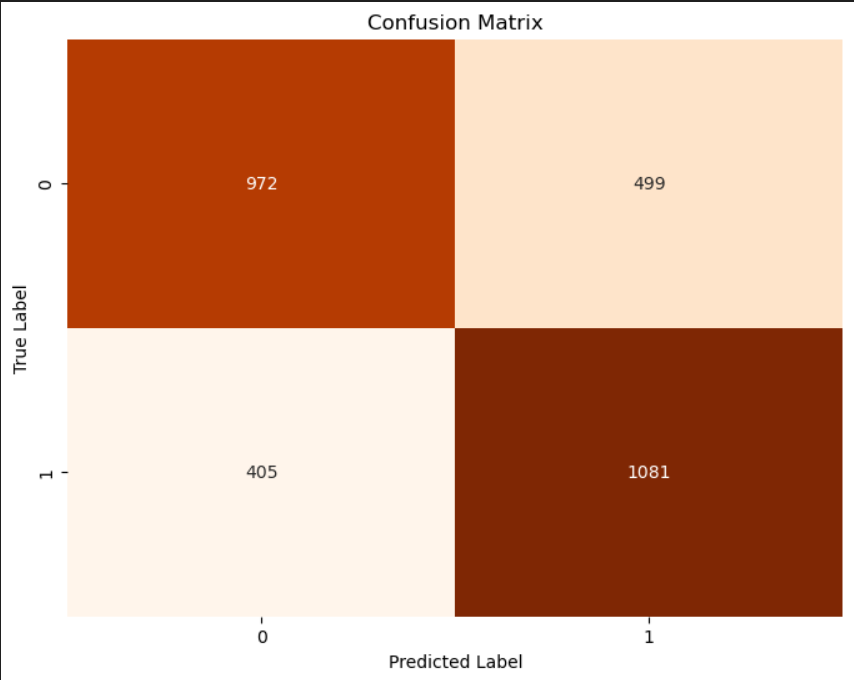 Confusion Matrix
0
972
499
True Label
1
405
1081
0
1
Predicted Label